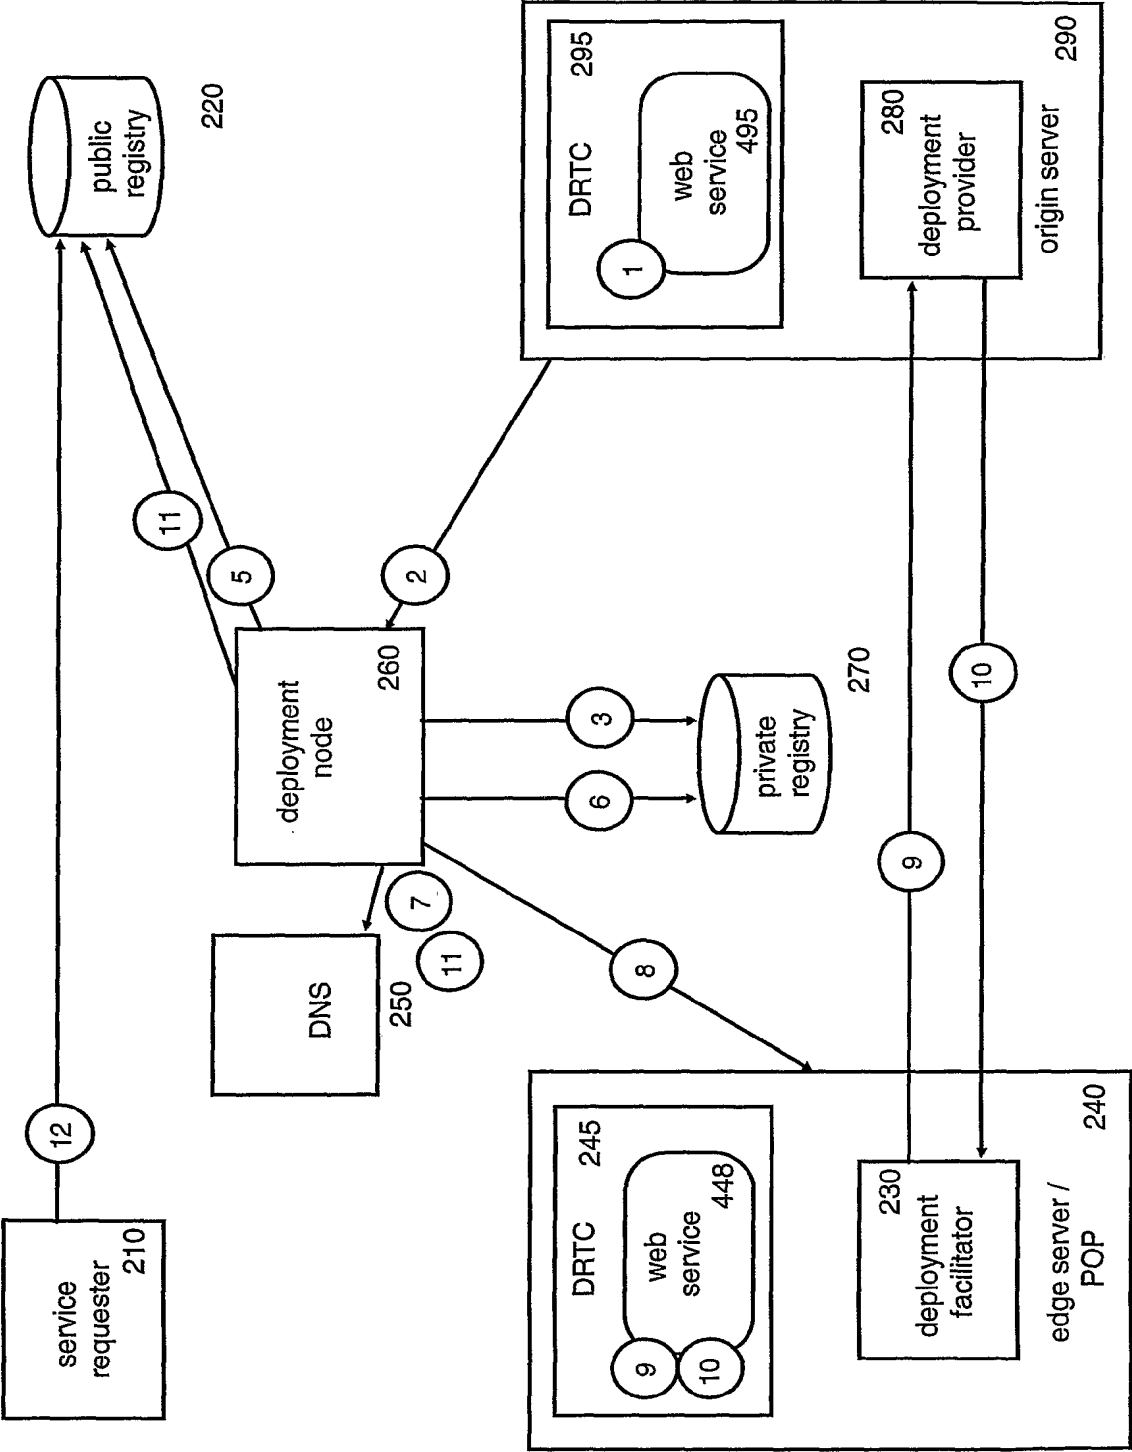 service
requester
210
12
public
registry
220
11
5
DNS
250
7
11
deployment
node
260
2
3
6
private
registry
270
8
DRTC
245
web
service
448
9
10
deployment
facilitator
230
edge server /
POP
240
9
10
DRTC
295
web
service
495
1
deployment
provider
280
origin server
290